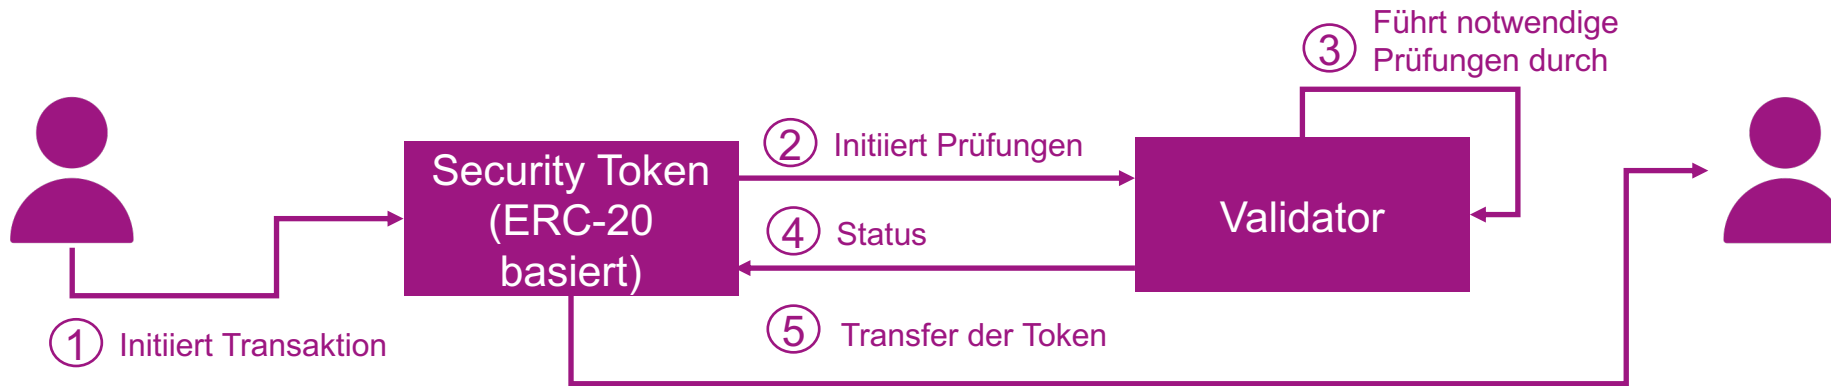 ① Initiiert Transaktion
Security Token
(ERC-20
basiert)
② Initiiert Prüfungen
③ Führt notwendige
Prüfungen durch
Validator
④ Status
⑤ Transfer der Token